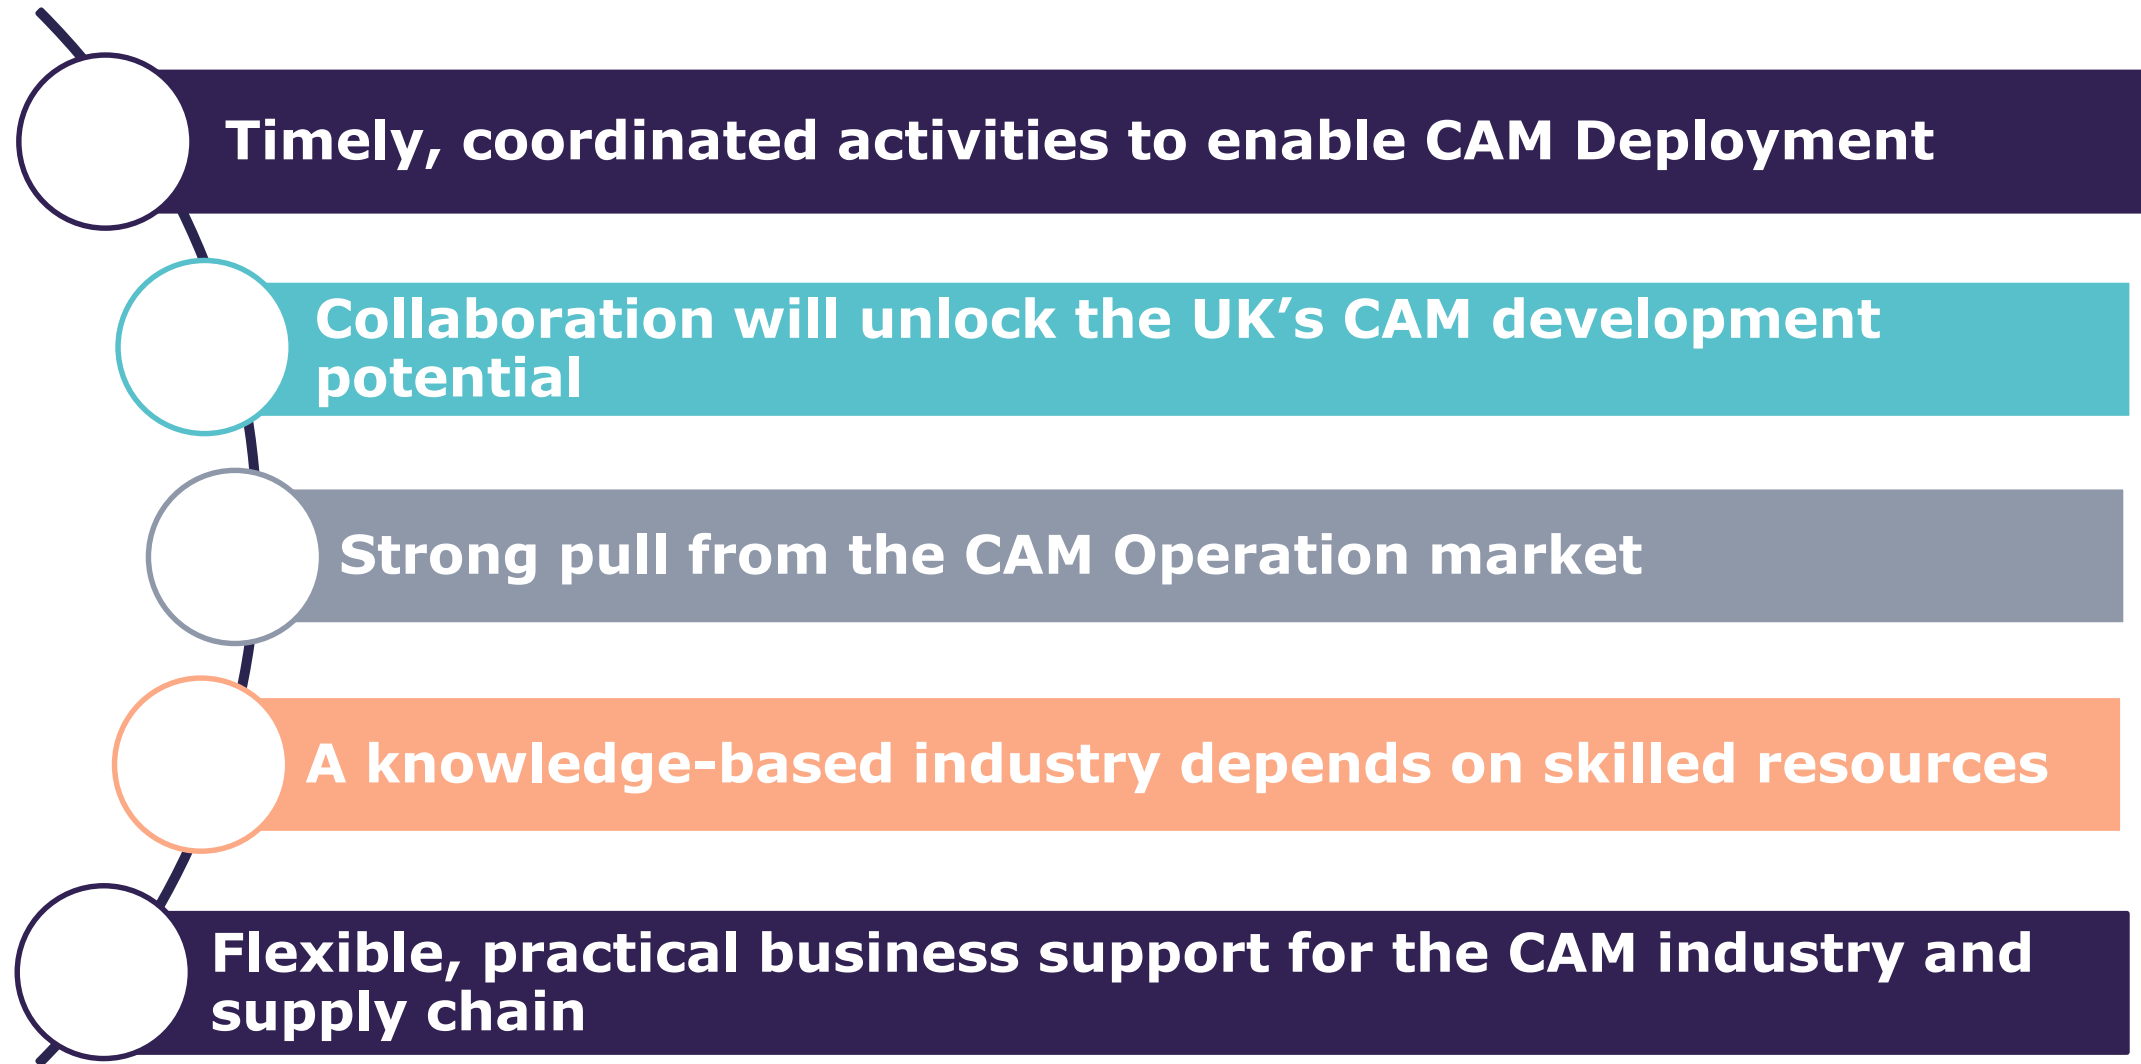 Timely, coordinated activities to enable CAM Deployment
Collaboration will unlock the UK’s CAM development
potential
Strong pull from the CAM Operation market
A knowledge-based industry depends on skilled resources
Flexible, practical business support for the CAM industry and
supply chain